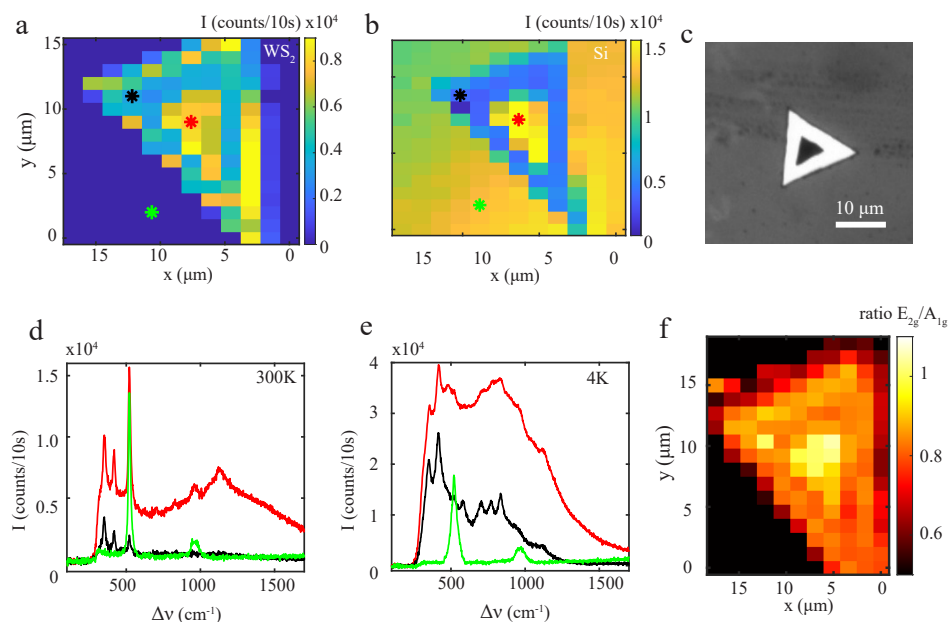 a
I (counts/10s) x10⁴
WS₂
15
10
5
0
y (μm)
15 10 5 0
x (μm)
1
0.8
0.6
0.4
0.2
0
b
I (counts/10s)
x10⁴
Si
15 10 5 0
x (μm)
1.5
1
0.5
0
c
10 μm
d
x10⁴
300K
1.5
1.0
0.5
0
I (counts/10s)
500 1000 1500
Δν (cm⁻¹)
e
x10⁴
4K
40
30
20
10
0
I (counts/10s)
500 1000 1500
Δν (cm⁻¹)
f
ratio E₂g/A₁g
15
10
5
0
y (μm)
15 10 5 0
x (μm)
1
0.8
0.6